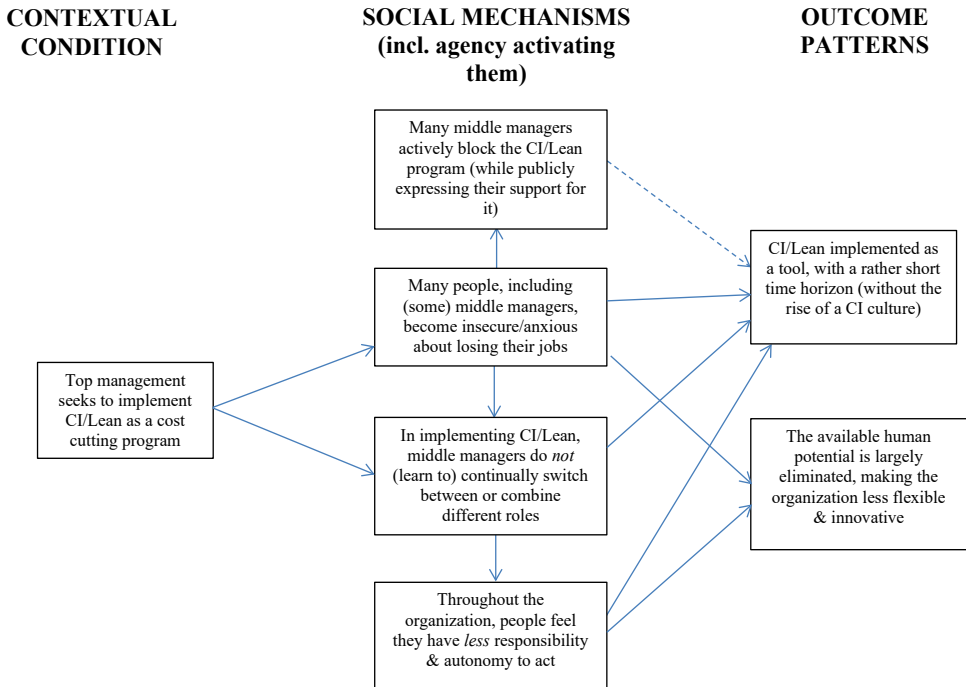 CONTEXTUAL
CONDITION
SOCIAL MECHANISMS
(incl. agency activating
them)
OUTCOME
PATTERNS
Many middle managers
actively block the CI/Lean
program (while publicly
expressing their support for
it)
Many people, including
(some) middle managers,
become insecure/anxious
about losing their jobs
Top management
seeks to implement
CI/Lean as a cost
cutting program
In implementing CI/Lean,
middle managers do not
(learn to) continually switch
between or combine
different roles
Throughout the
organization, people feel
they have less responsibility
& autonomy to act
CI/Lean implemented as
a tool, with a rather short
time horizon (without the
rise of a CI culture)
The available human
potential is largely
eliminated, making the
organization less flexible
& innovative